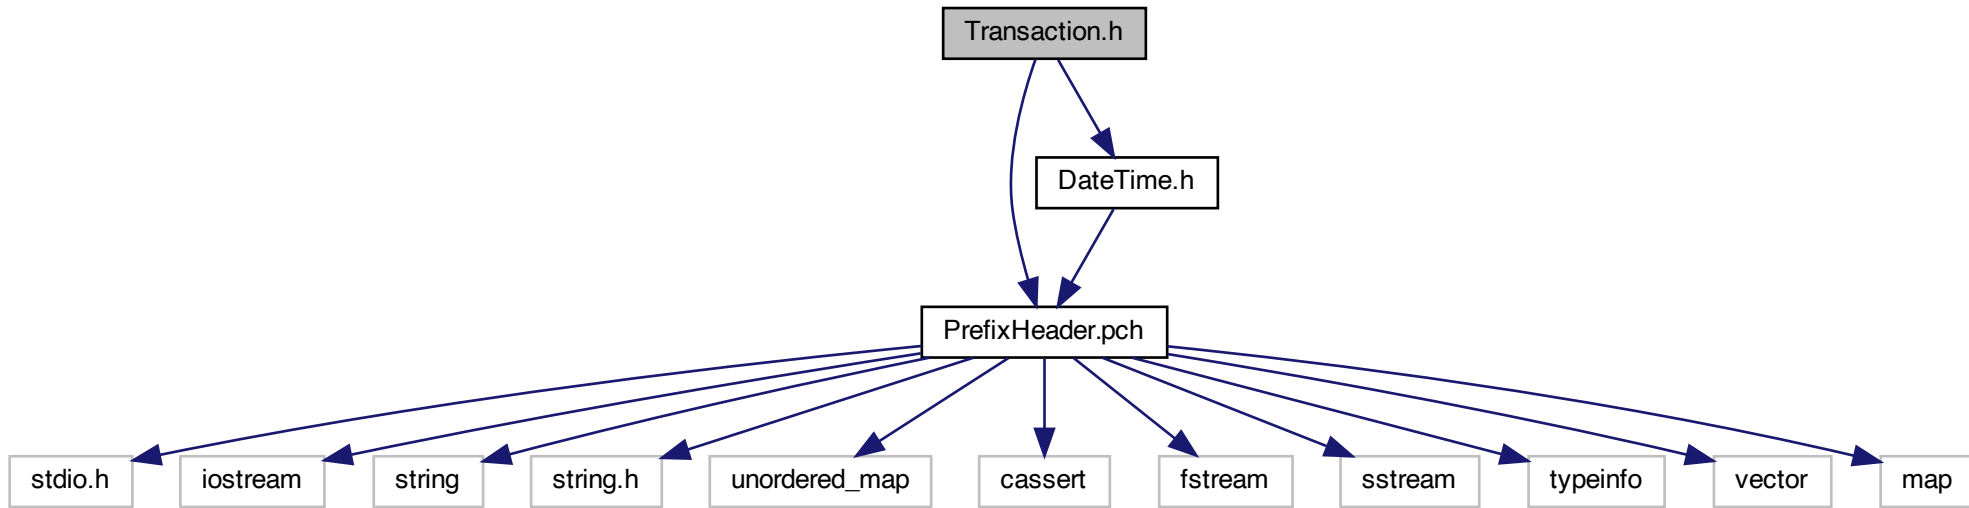 Transaction.h
DateTime.h
PrefixHeader.pch
stdio.h
iostream
string
string.h
unordered_map
cassert
fstream
sstream
typeinfo
vector
map